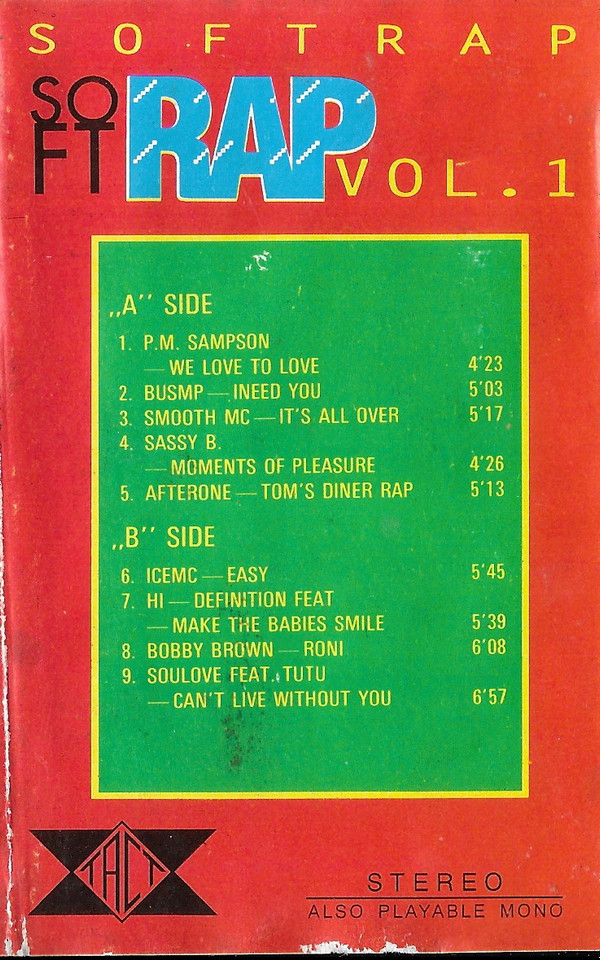 SOFTRAP
SOFT RAP
VOL.1
„A” SIDE
1. P.M. SAMPSON
— WE LOVE TO LOVE 4'23
2. BUSMP — INEED YOU 5'03
3. SMOOTH MC — IT'S ALL OVER 5'17
4. SASSY B.
— MOMENTS OF PLEASURE 4'26
5. AFTERONE — TOM'S DINER RAP 5'13
„B” SIDE
6. ICEMC — EASY 5'45
7. HI — DEFINITION FEAT
— MAKE THE BABIES SMILE 5'39
8. BOBBY BROWN — RONI 6'08
9. SOULOVE FEAT. TUTU
— CAN'T LIVE WITHOUT YOU 6'57
TACT
STEREO
ALSO PLAYABLE MONO